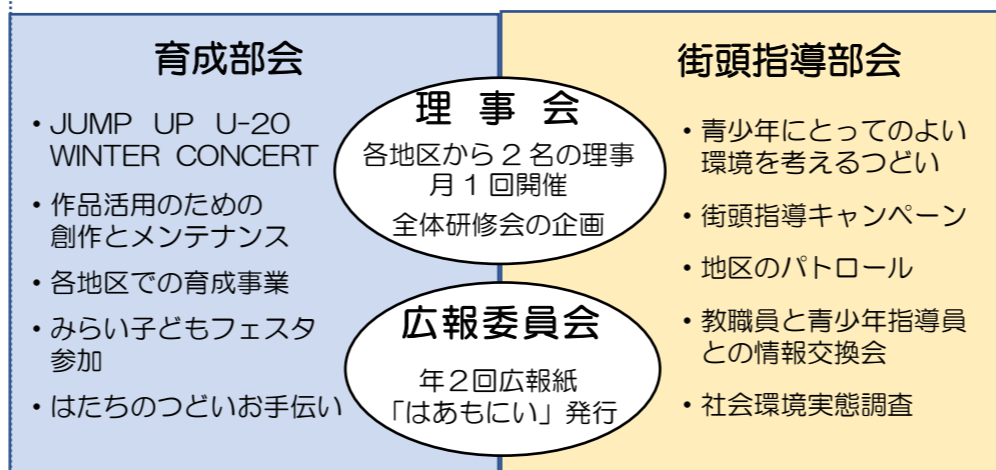 育成部会
・JUMP UP U-20
WINTER CONCERT
・作品活用のための
創作とメンテナンス
・各地区での育成事業
・みらい子どもフェスタ
参加
・はたちのつどいお手伝い
理事会
各地区から2名の理事
月1回開催
全体研修会の企画
広報委員会
年2回広報紙
「はあもにい」発行
街頭指導部会
・青少年にとってのよい
環境を考えるつどい
・街頭指導キャンペーン
・地区のパトロール
・教職員と青少年指導員
との情報交換会
・社会環境実態調査